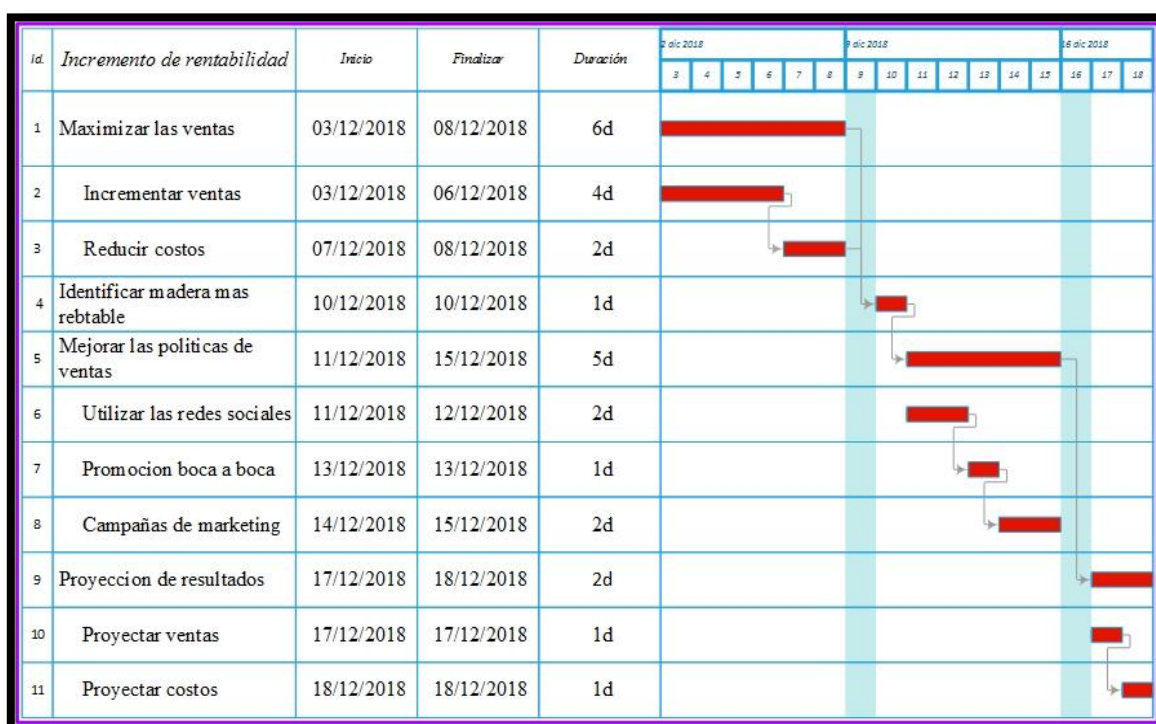 Id. Incremento de rentabilidad Inicio Finalizar Duración 2 dic 2018 9 dic 2018 16 dic 2018
3 4 5 6 7 8 9 10 11 12 13 14 15 16 17 18
1 Maximizar las ventas 03/12/2018 08/12/2018 6d
2 Incrementar ventas 03/12/2018 06/12/2018 4d
3 Reducir costos 07/12/2018 08/12/2018 2d
4 Identificar madera mas
rebtable 10/12/2018 10/12/2018 1d
5 Mejorar las politicas de
ventas 11/12/2018 15/12/2018 5d
6 Utilizar las redes sociales 11/12/2018 12/12/2018 2d
7 Promocion boca a boca 13/12/2018 13/12/2018 1d
8 Campañas de marketing 14/12/2018 15/12/2018 2d
9 Proyeccion de resultados 17/12/2018 18/12/2018 2d
10 Proyectar ventas 17/12/2018 17/12/2018 1d
11 Proyectar costos 18/12/2018 18/12/2018 1d